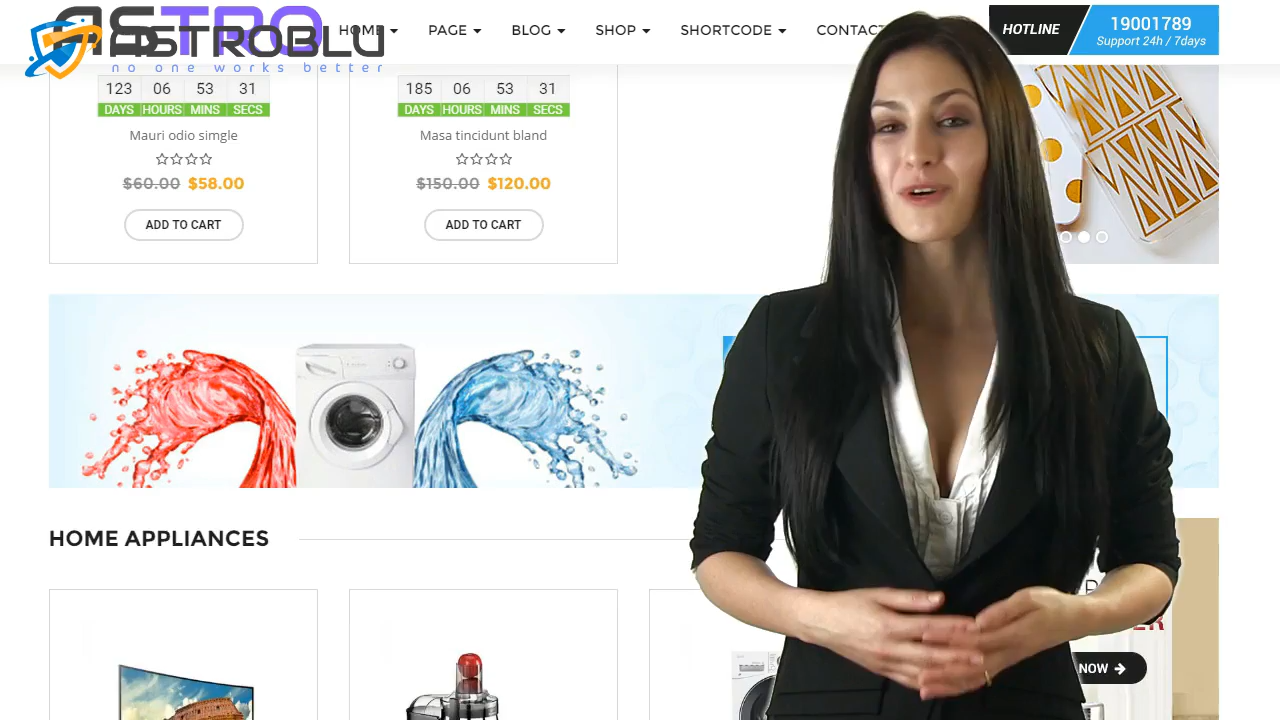 ASTRO
ASTROBLU
no one works better
HOME PAGE BLOG SHOP SHORTCODE CONTACT
HOTLINE
19001789
Support 24h / 7days
123 06 53 31
DAYS HOURS MINS SECS
Mauri odio simgle
$60.00 $58.00
ADD TO CART
185 06 53 31
DAYS HOURS MINS SECS
Masa tincidunt bland
$150.00 $120.00
ADD TO CART
HOME APPLIANCES
NOW